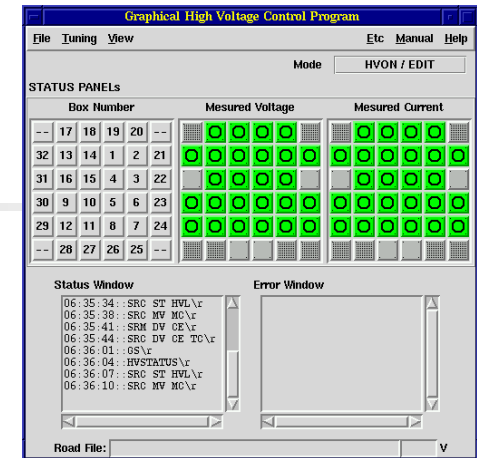 Graphical High Voltage Control Program
File Tuning View Etc Manual Help
Mode HVON / EDIT
STATUS PANELs
Box Number Mesured Voltage Mesured Current
-- 17 18 19 20 --
32 13 14 1 2 21
31 16 15 4 3 22
30 9 10 5 6 23
29 12 11 8 7 24
-- 28 27 26 25 --
Status Window Error Window
06:35:34::SRC ST HVL\r
06:35:38::SRC MV MC\r
06:35:41::SRM DV CE\r
06:35:44::SRC DV CE TC\r
06:36:01::GS\r
06:36:04::HVSTATUS\r
06:36:07::SRC ST HVL\r
06:36:10::SRC MV MC\r
Road File: V